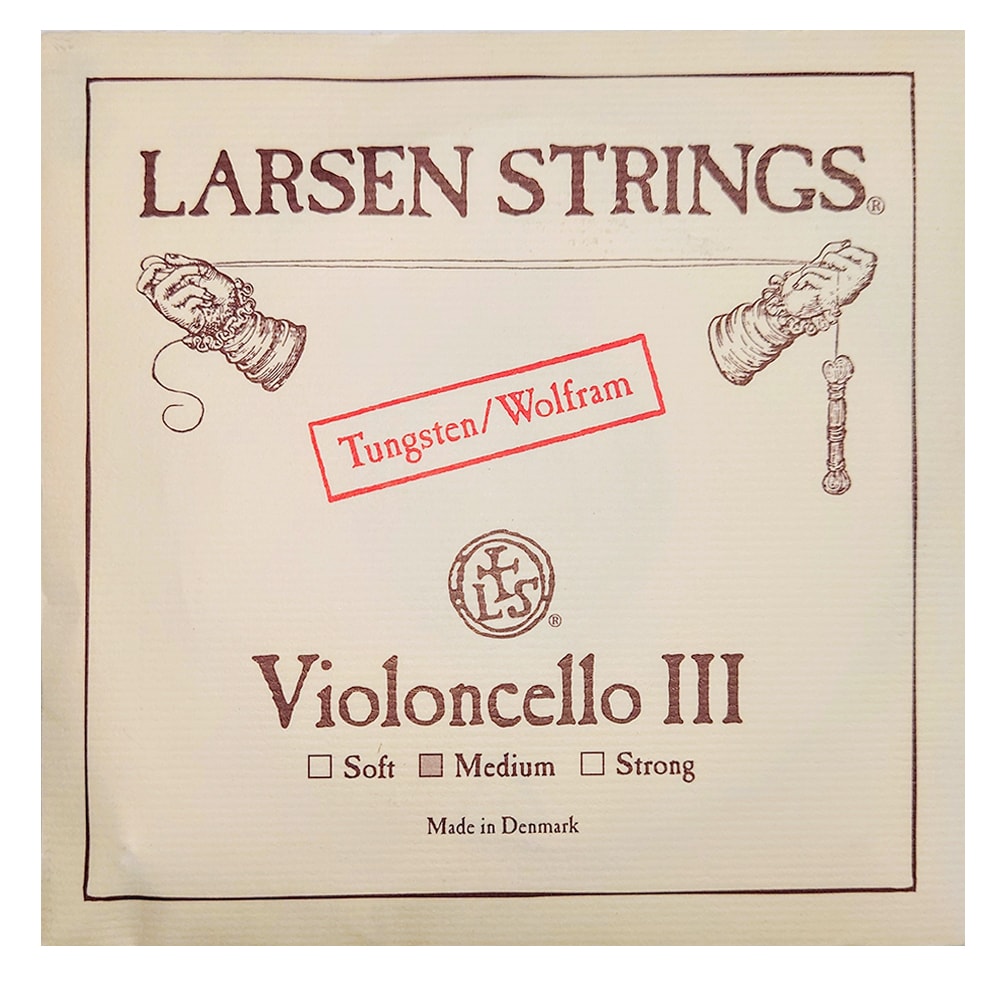 LARSEN STRINGS®
Tungsten/Wolfram
LS®
Violoncello III
Soft Medium Strong
Made in Denmark